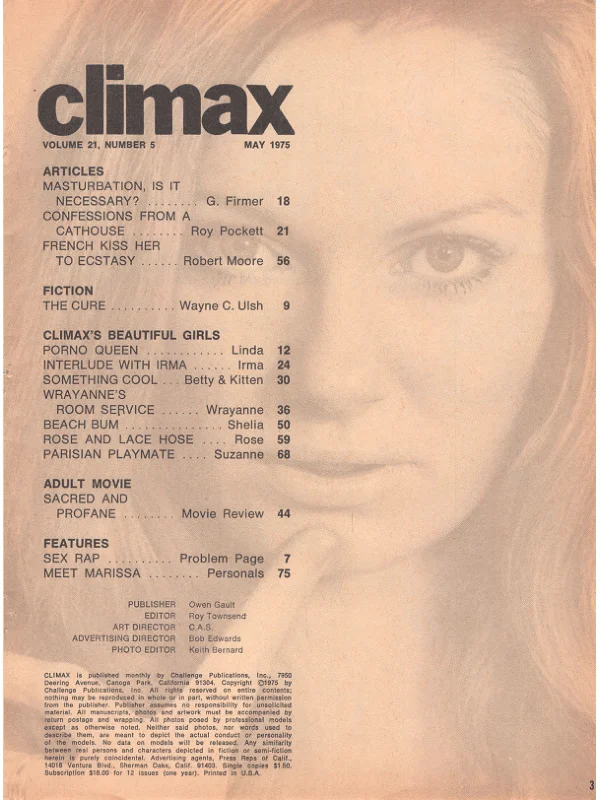 climax
VOLUME 21, NUMBER 5 MAY 1975
ARTICLES
MASTURBATION, IS IT
NECESSARY? ........ G. Firmer 18
CONFESSIONS FROM A
CATHOUSE ........ Roy Pockett 21
FRENCH KISS HER
TO ECSTASY ...... Robert Moore 56
FICTION
THE CURE .......... Wayne C. Ulsh 9
CLIMAX'S BEAUTIFUL GIRLS
PORNO QUEEN ............ Linda 12
INTERLUDE WITH IRMA ...... Irma 24
SOMETHING COOL ... Betty & Kitten 30
WRAYANNE'S
ROOM SERVICE ...... Wrayanne 36
BEACH BUM ............... Shelia 50
ROSE AND LACE HOSE .... Rose 59
PARISIAN PLAYMATE .... Suzanne 68
ADULT MOVIE
SACRED AND
PROFANE ........ Movie Review 44
FEATURES
SEX RAP .......... Problem Page 7
MEET MARISSA ........ Personals 75
PUBLISHER Owen Gault
EDITOR Roy Townsend
ART DIRECTOR C.A.S.
ADVERTISING DIRECTOR Bob Edwards
PHOTO EDITOR Keith Bernard
CLIMAX is published monthly by Challenge Publications, Inc., 7950
Deering Avenue, Canoga Park, California 91304. Copyright ©1975 by
Challenge Publications, Inc. All rights reserved on entire contents;
nothing may be reproduced in whole or in part, without written permission
from the publisher. Publisher assumes no responsibility for unsolicited
material. All manuscripts, photos and artwork must be accompanied by
return postage and wrapping. All photos posed by professional models
except as otherwise noted. Neither said photos, nor words used to
describe them, are meant to depict the actual conduct or personality
of the models. No data on models will be released. Any similarity
between real persons and characters depicted in fiction or semi-fiction
herein is purely coincidental. Advertising agents, Press Reps of Calif.,
14018 Ventura Blvd., Sherman Oaks, Calif. 91403. Single copies $1.50.
Subscription $18.00 for 12 issues (one year). Printed in U.S.A.
3